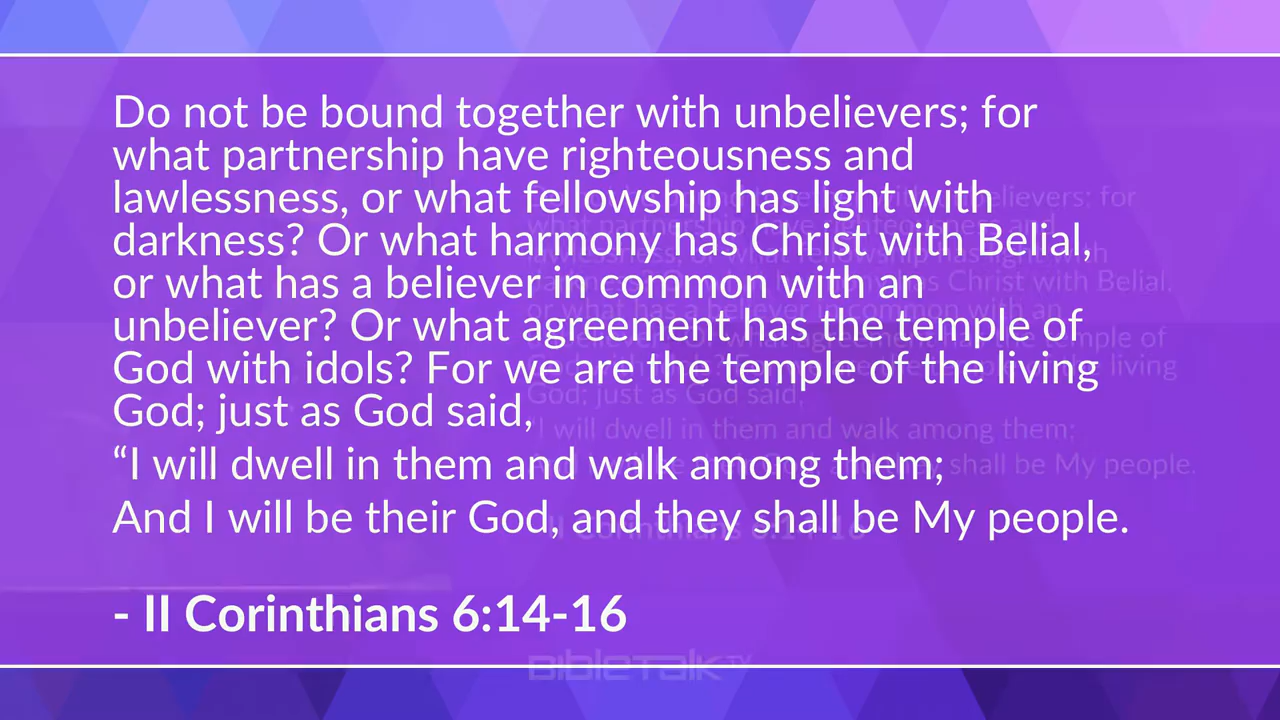 Do not be bound together with unbelievers; for
what partnership have righteousness and
lawlessness, or what fellowship has light with
darkness? Or what harmony has Christ with Belial,
or what has a believer in common with an
unbeliever? Or what agreement has the temple of
God with idols? For we are the temple of the living
God; just as God said,
“I will dwell in them and walk among them;
And I will be their God, and they shall be My people.
- II Corinthians 6:14-16
BibleTalk TV